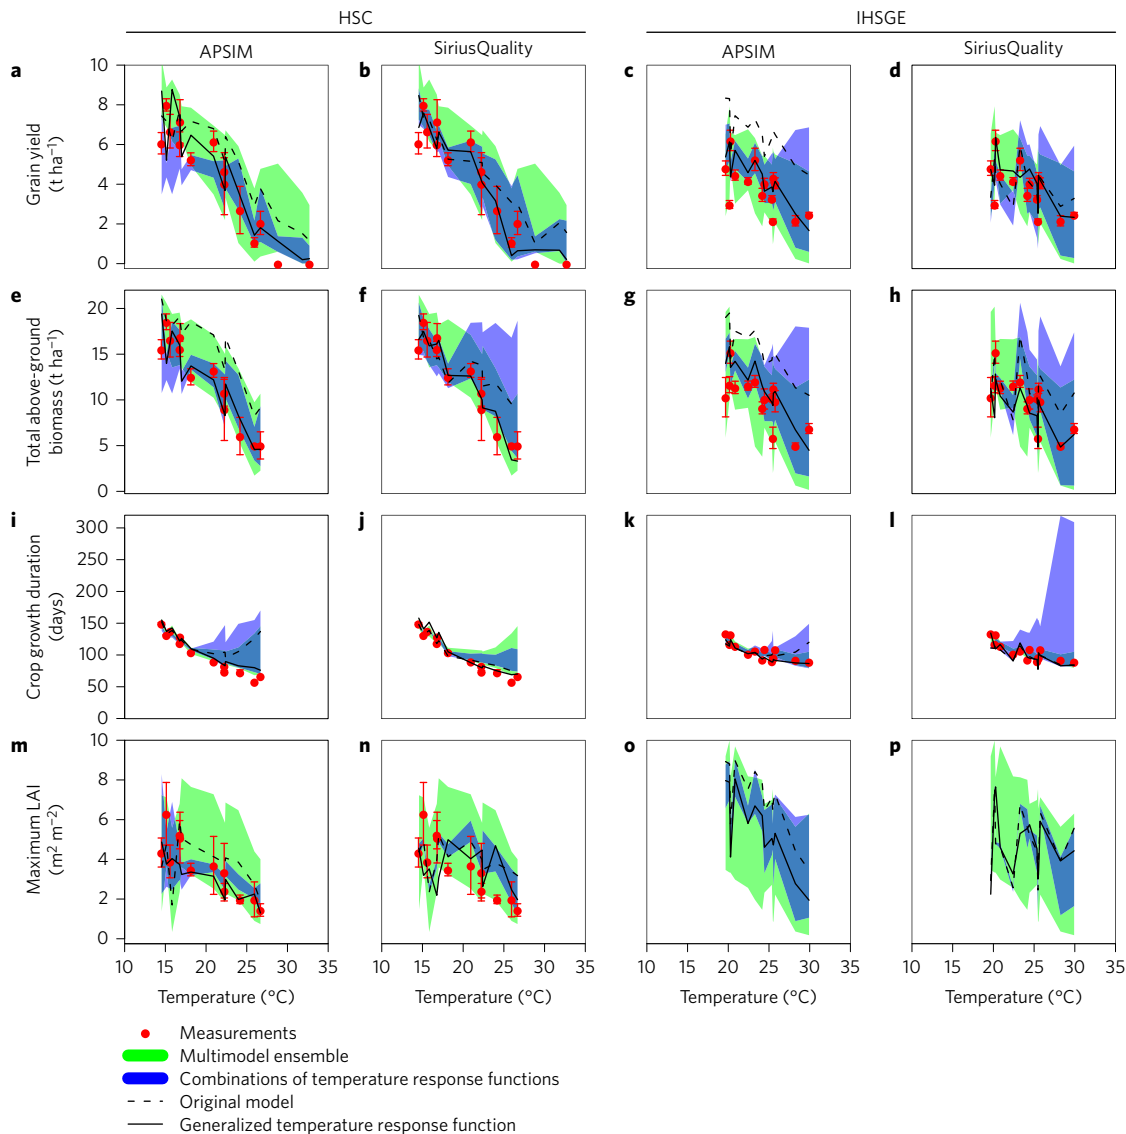 HSC
IHSGE
APSIM
SiriusQuality
APSIM
SiriusQuality
a
b
c
d
Grain yield
(t ha⁻¹)
10
8
6
4
2
0
e
f
g
h
Total above-ground
biomass (t ha⁻¹)
20
15
10
5
0
i
j
k
l
Crop growth duration
(days)
300
250
200
150
100
50
0
m
n
o
p
Maximum LAI
(m² m−²)
10
8
6
4
2
0
10 15 20 25 30 35
10 15 20 25 30 35
10 15 20 25 30 35
10 15 20 25 30 35
Temperature (°C)
Temperature (°C)
Temperature (°C)
Temperature (°C)
Measurements
Multimodel ensemble
Combinations of temperature response functions
Original model
Generalized temperature response function